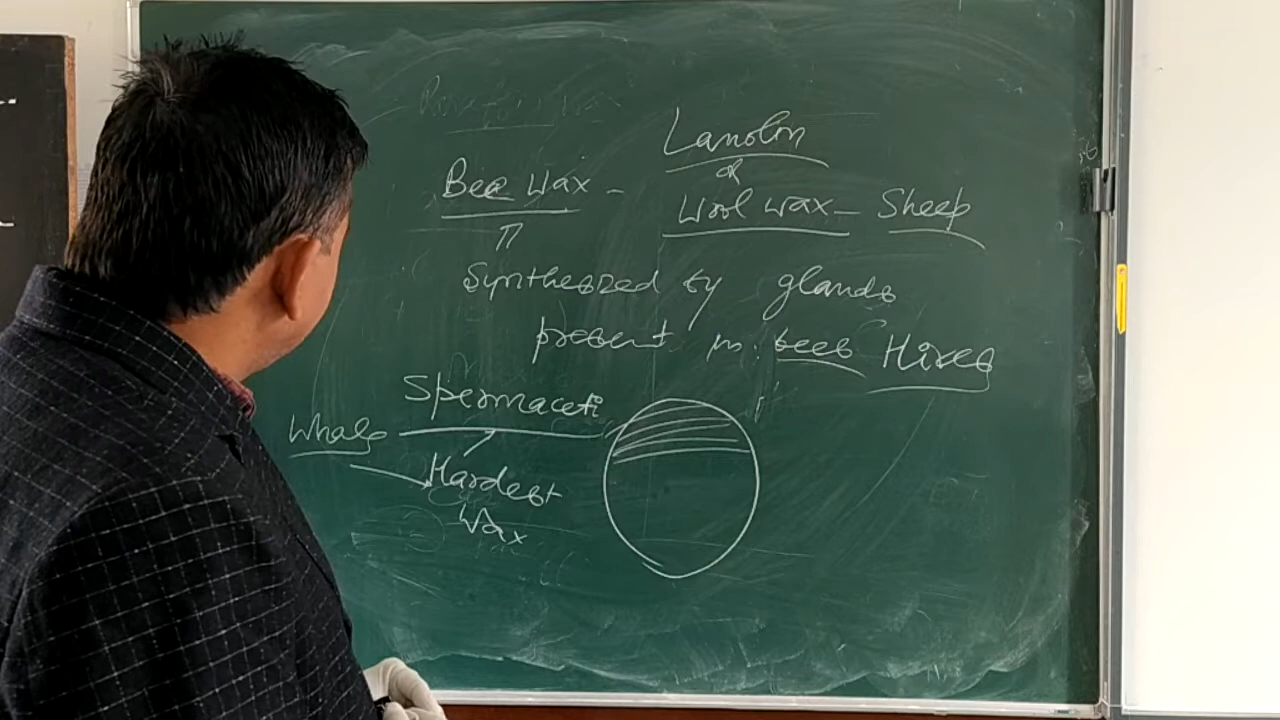 Lanolin
or
Bee Wax -
Wool wax - Sheep
Synthesized by glands
present in bees Hives
Spermaceti
Whale
Hardest
Wax